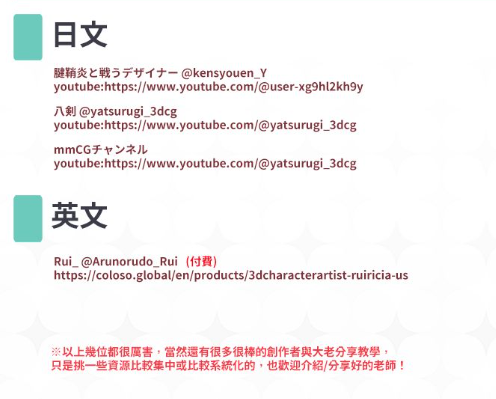 日文
腱鞘炎と戦うデザイナー @kensyouen_Y
youtube:https://www.youtube.com/@user-xg9hl2kh9y
八剣 @yatsurugi_3dcg
youtube:https://www.youtube.com/@yatsurugi_3dcg
mmCGチャンネル
youtube:https://www.youtube.com/@yatsurugi_3dcg
英文
Rui_ @Arunorudo_Rui (付費)
https://coloso.global/en/products/3dcharacterartist-ruiricia-us
※以上幾位都很厲害，當然還有很多很棒的創作者與大老分享教學，
只是挑一些資源比較集中或比較系統化的，也歡迎介紹/分享好的老師！